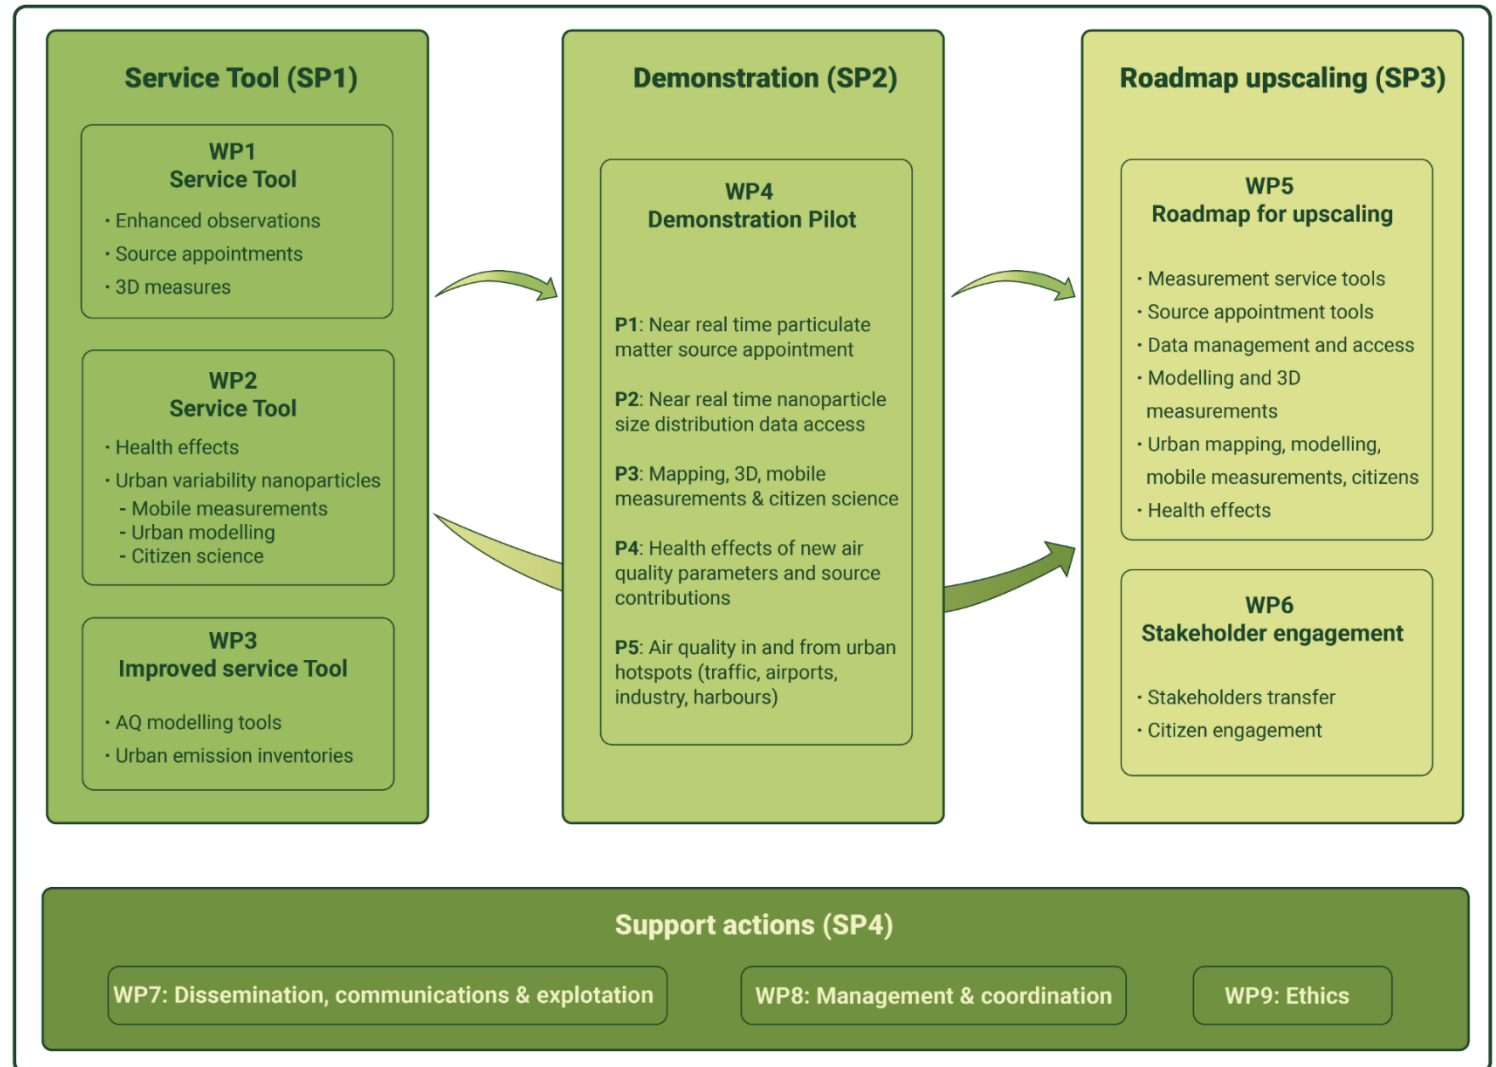 Service Tool (SP1)
WP1
Service Tool
· Enhanced observations
· Source appointments
· 3D measures
WP2
Service Tool
· Health effects
· Urban variability nanoparticles
- Mobile measurements
- Urban modelling
- Citizen science
WP3
Improved service Tool
· AQ modelling tools
· Urban emission inventories
Demonstration (SP2)
WP4
Demonstration Pilot
P1: Near real time particulate
matter source appointment
P2: Near real time nanoparticle
size distribution data access
P3: Mapping, 3D, mobile
measurements & citizen science
P4: Health effects of new air
quality parameters and source
contributions
P5: Air quality in and from urban
hotspots (traffic, airports,
industry, harbours)
Roadmap upscaling (SP3)
WP5
Roadmap for upscaling
· Measurement service tools
· Source appointment tools
· Data management and access
· Modelling and 3D
measurements
· Urban mapping, modelling,
mobile measurements, citizens
· Health effects
WP6
Stakeholder engagement
· Stakeholders transfer
· Citizen engagement
Support actions (SP4)
WP7: Dissemination, communications & explotation
WP8: Management & coordination
WP9: Ethics